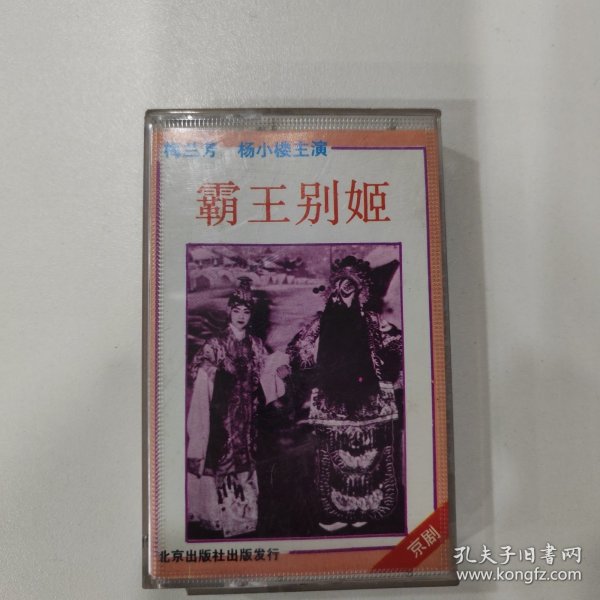 梅兰芳 杨小楼主演
霸王别姬
北京出版社出版发行
京剧
孔夫子旧书网
www.kongfz.com